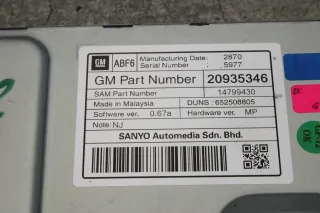 GM ABF6 Manufacturing Date: 2870
Serial Number : 5977
GM Part Number 20935346
SAM Part Number 14799430
Made in Malaysia DUNS : 652508805
Software ver. 0.67a Hardware ver. MP
Note: NJ
SANYO Automedia Sdn. Bhd.
OK